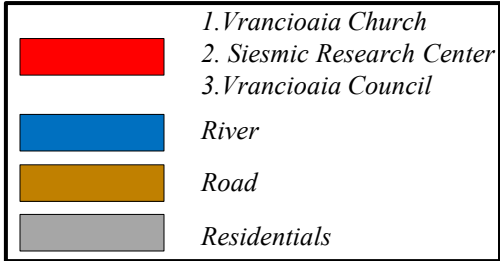 1.Vrancioaia Church
2. Siesmic Research Center
3.Vrancioaia Council
River
Road
Residentials